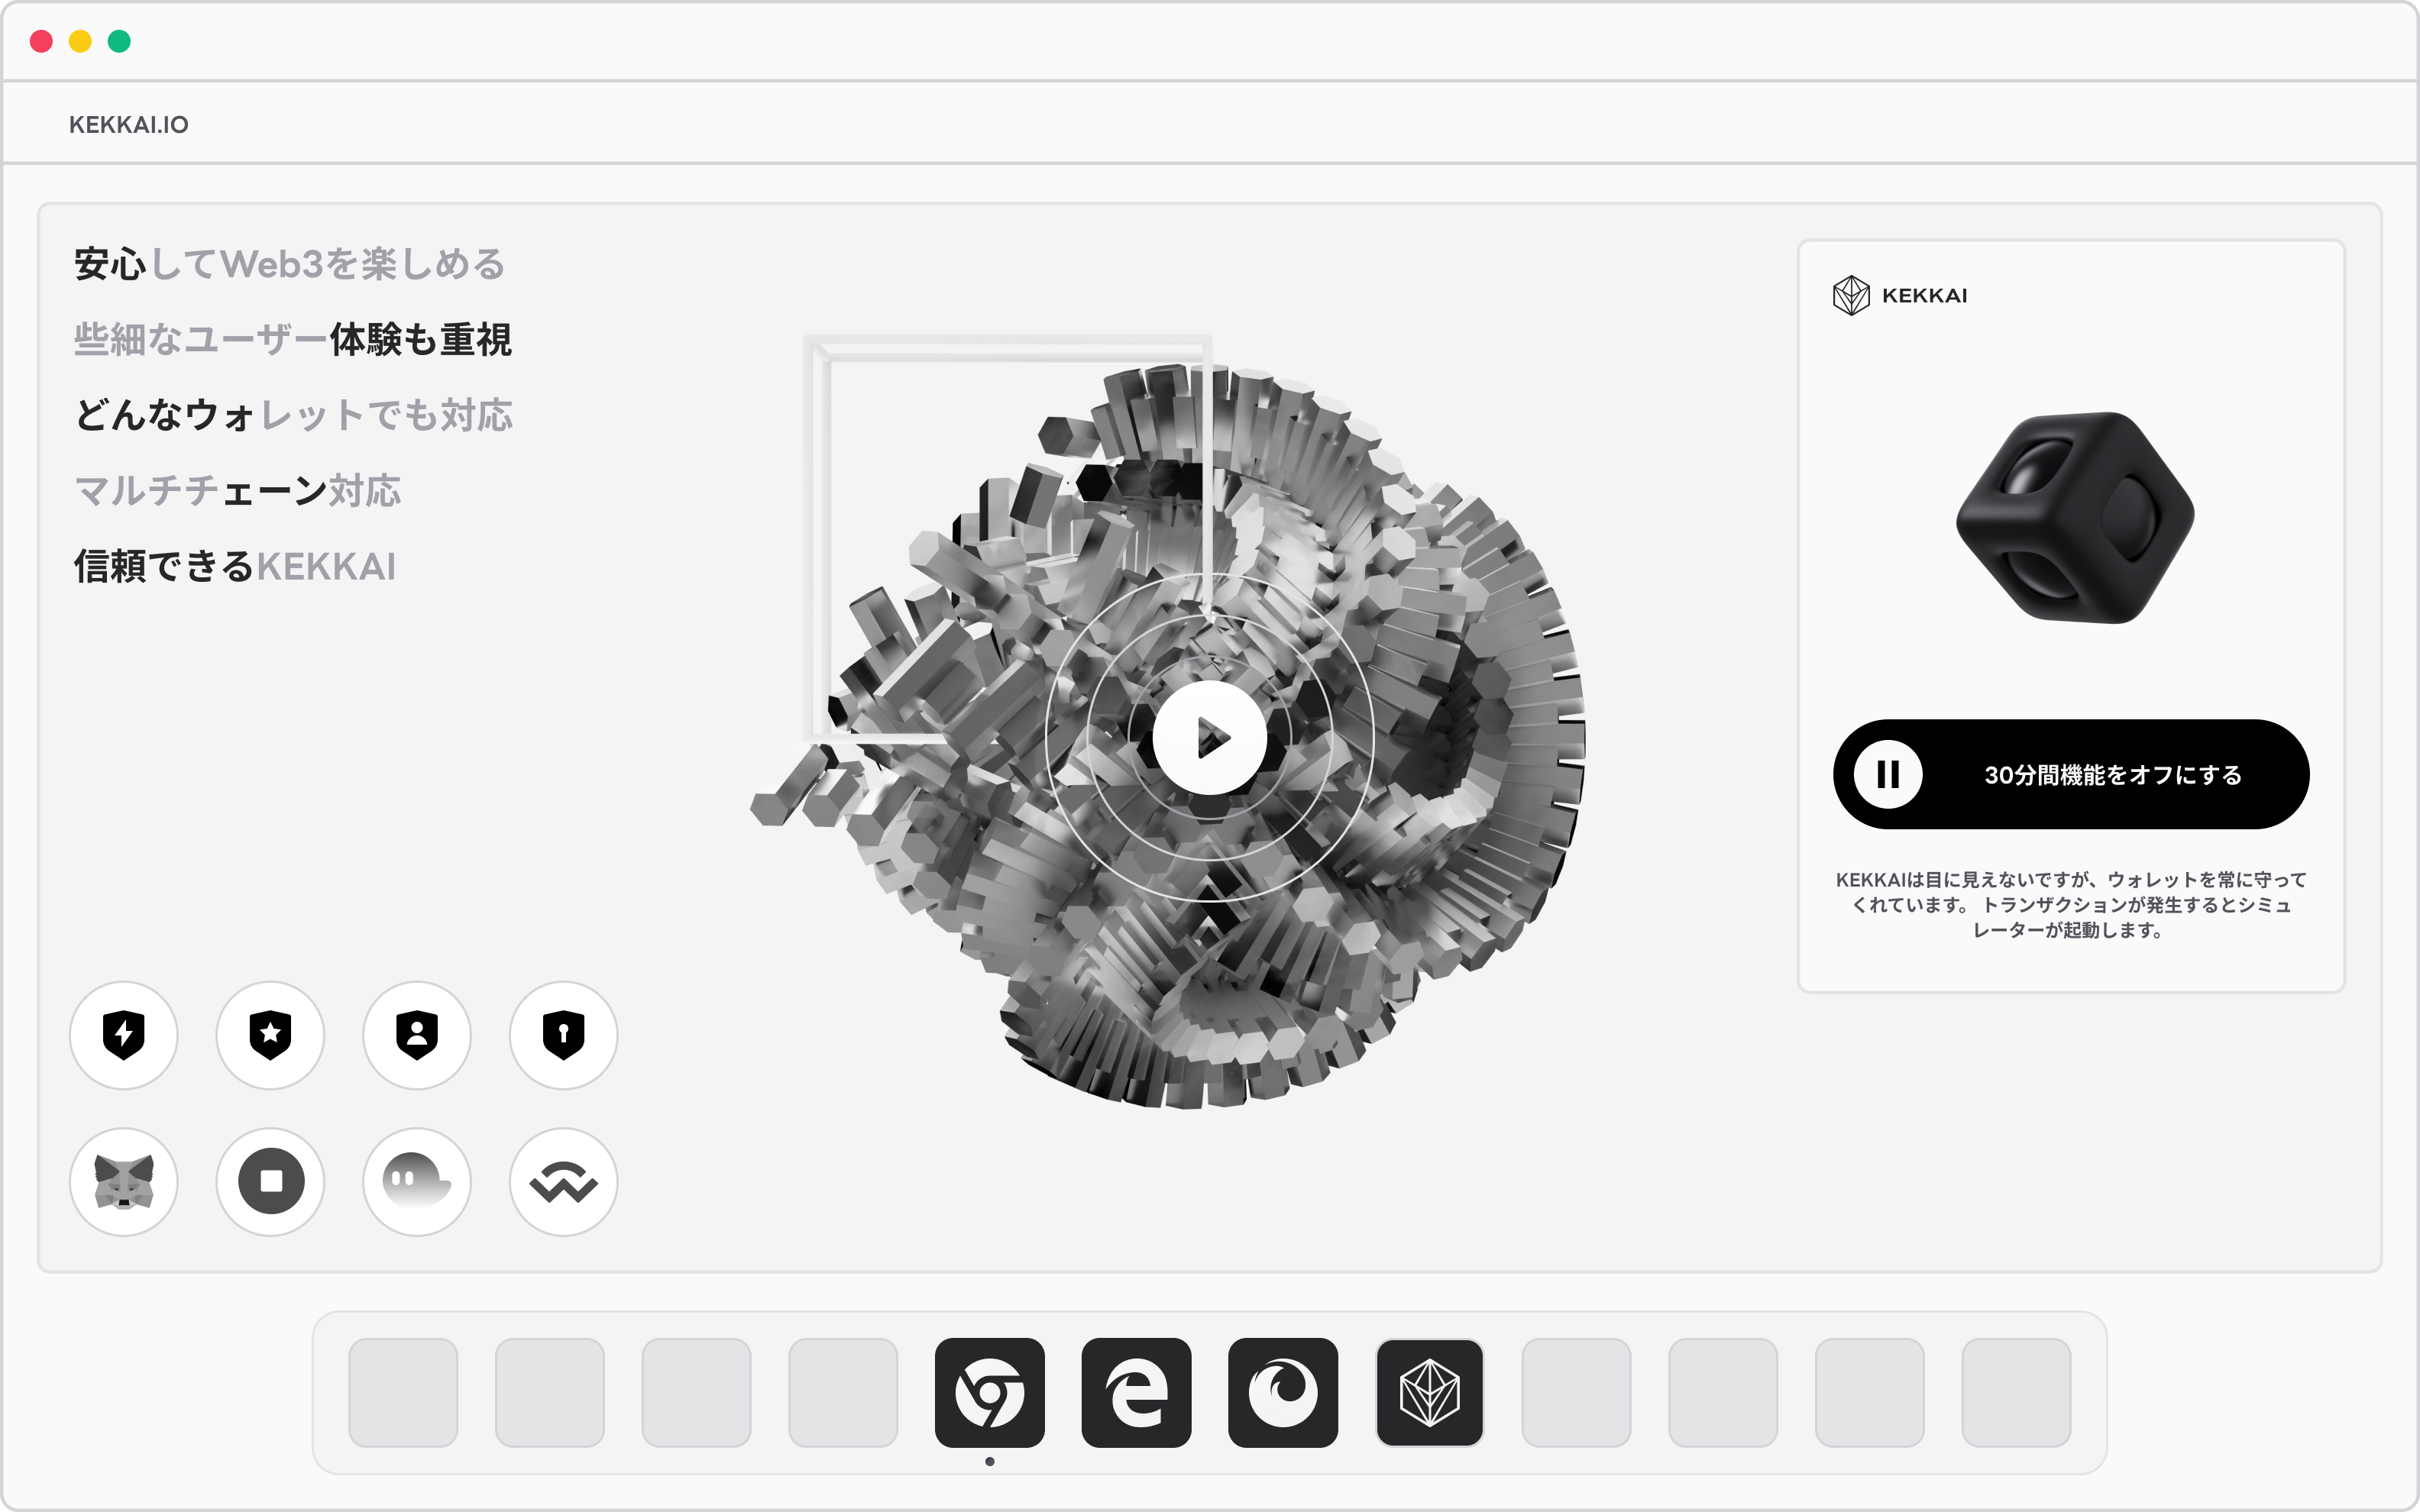 KEKKAI.IO
安心してWeb3を楽しめる
些細なユーザー体験も重視
どんなウォレットでも対応
マルチチェーン対応
信頼できるKEKKAI
KEKKAI
30分間機能をオフにする
KEKKAIは目に見えないですが、ウォレットを常に守って
くれています。 トランザクションが発生するとシミュ
レーターが起動します。